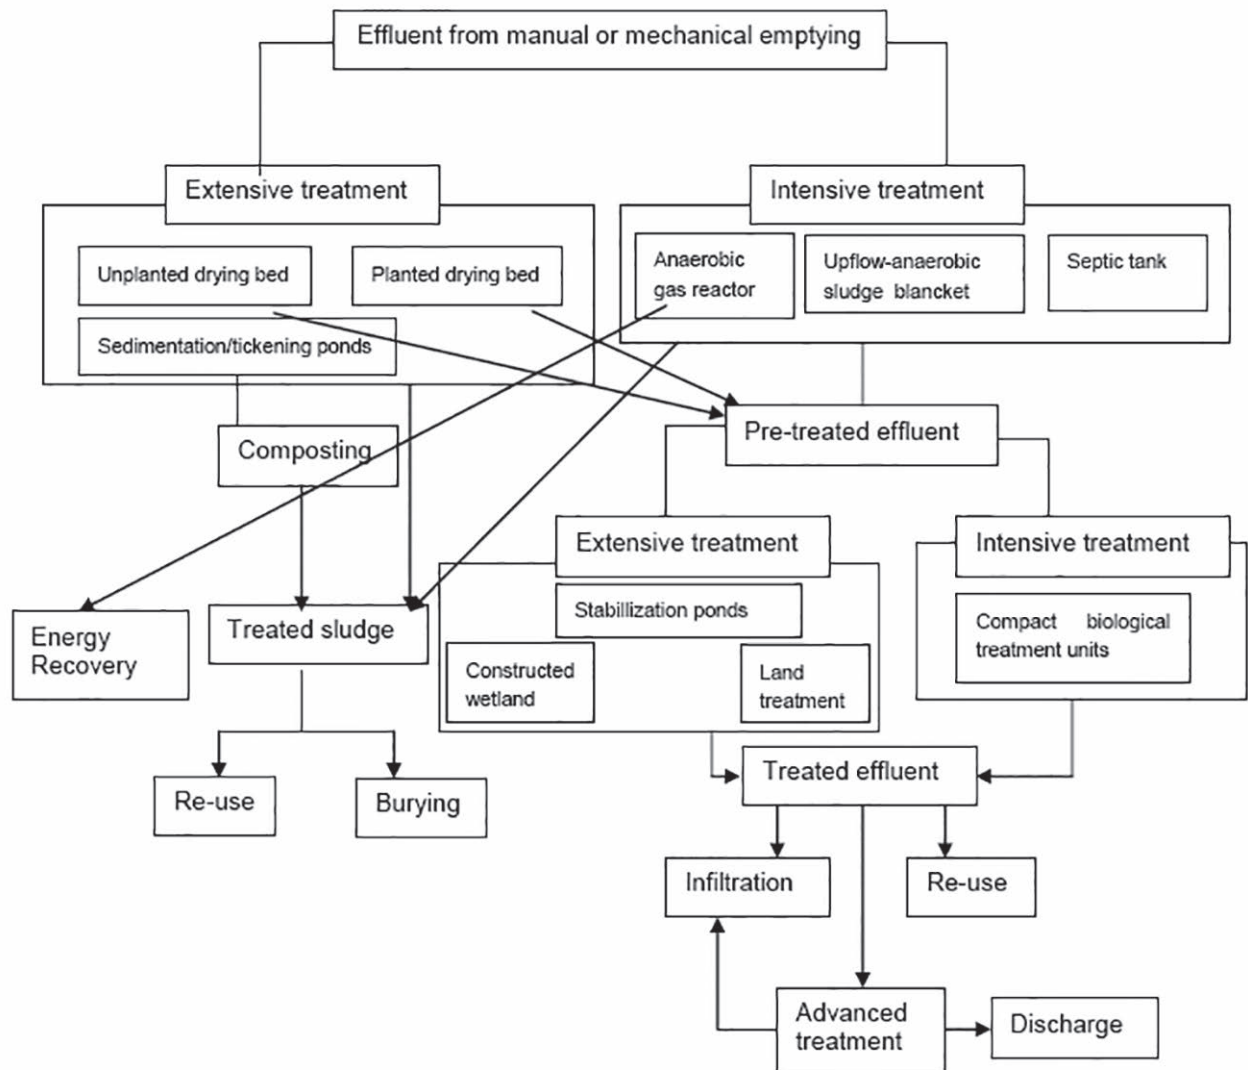 Effluent from manual or mechanical emptying
Extensive treatment
Intensive treatment
Unplanted drying bed
Planted drying bed
Sedimentation/tickening ponds
Anaerobic
gas reactor
Upflow-anaerobic
sludge blancket
Septic tank
Composting
Pre-treated effluent
Extensive treatment
Stabillization ponds
Constructed
wetland
Land
treatment
Intensive treatment
Compact biological
treatment units
Energy
Recovery
Treated sludge
Re-use
Burying
Treated effluent
Infiltration
Re-use
Advanced
treatment
Discharge